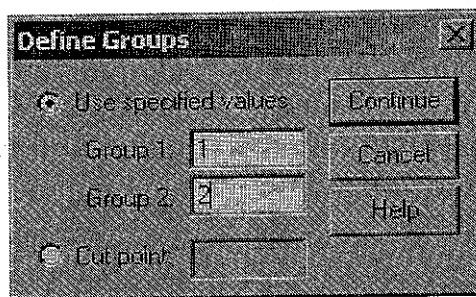 Define Groups
Use specified values
Continue
Group 1: 1
Cancel
Group 2: 2
Help
Cut point: